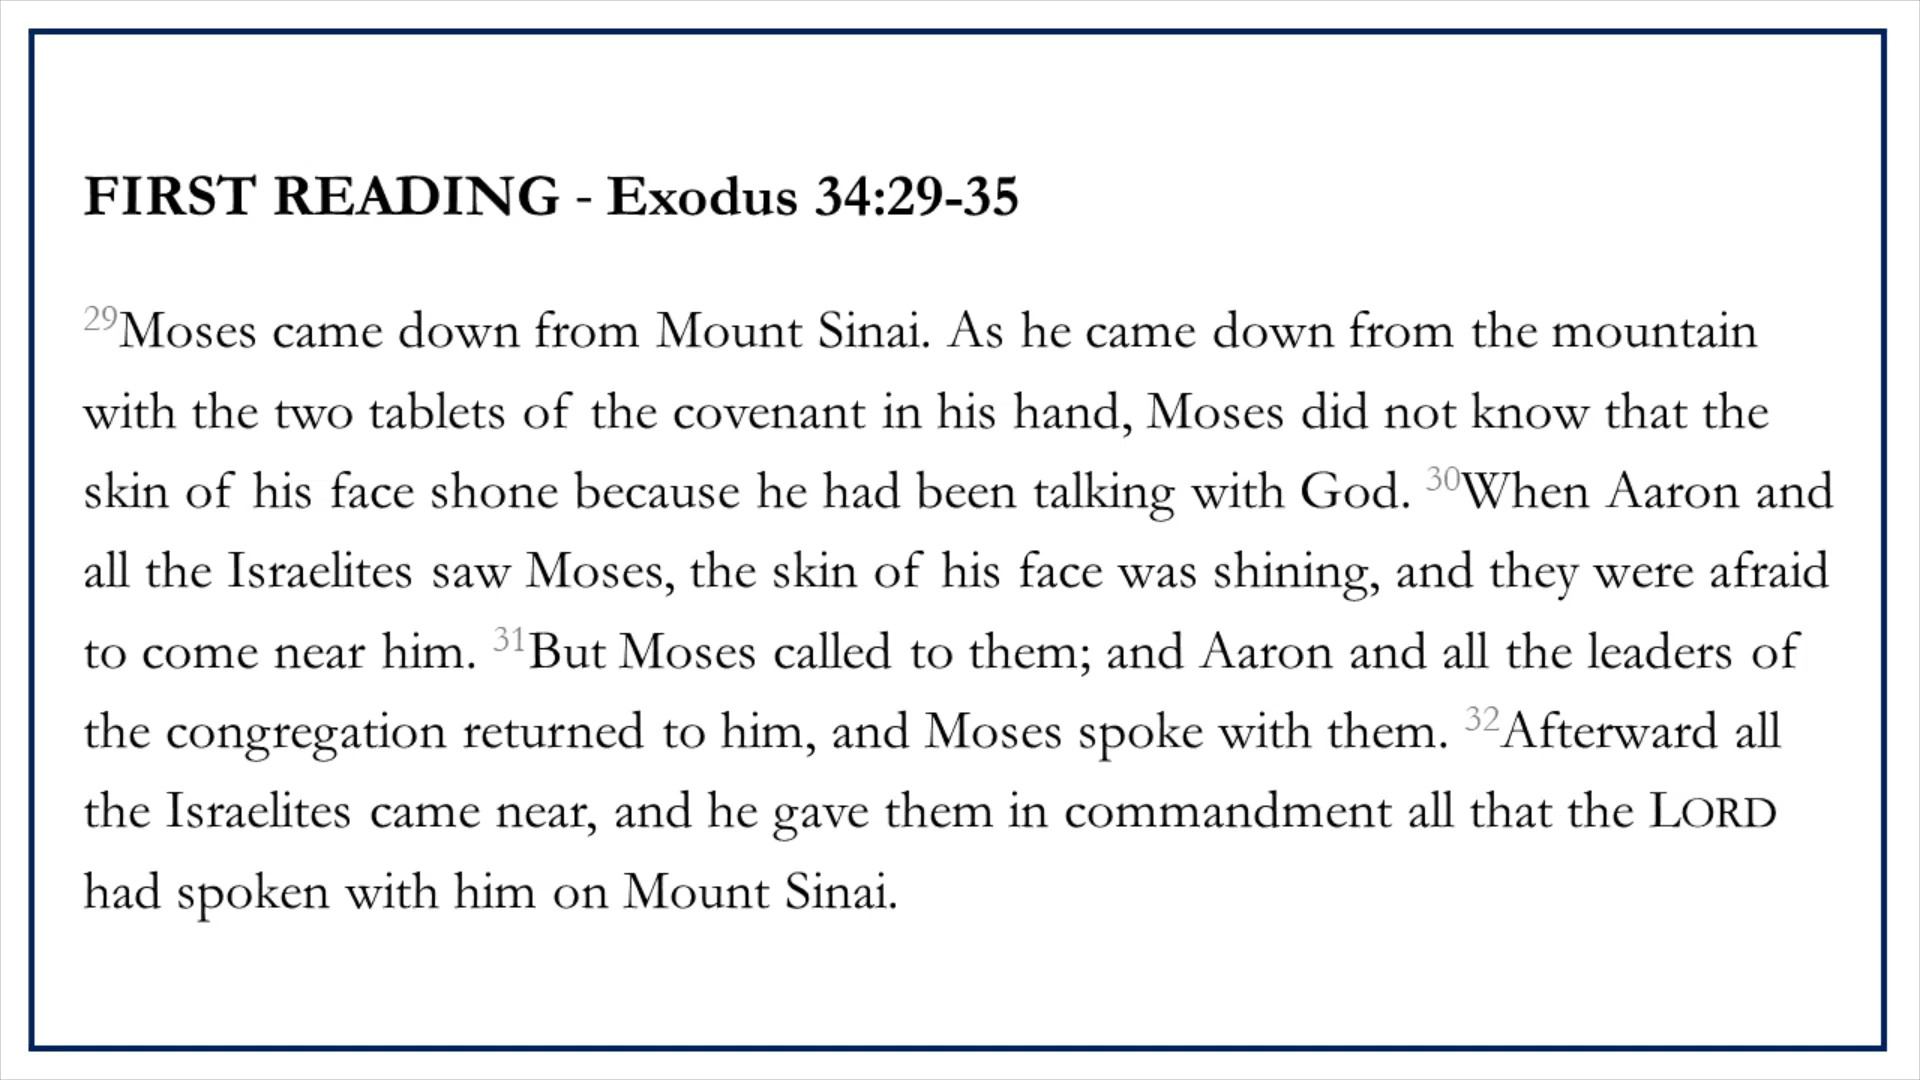 FIRST READING - Exodus 34:29-35
29Moses came down from Mount Sinai. As he came down from the mountain
with the two tablets of the covenant in his hand, Moses did not know that the
skin of his face shone because he had been talking with God. 30When Aaron and
all the Israelites saw Moses, the skin of his face was shining, and they were afraid
to come near him. 31But Moses called to them; and Aaron and all the leaders of
the congregation returned to him, and Moses spoke with them. 32Afterward all
the Israelites came near, and he gave them in commandment all that the LORD
had spoken with him on Mount Sinai.